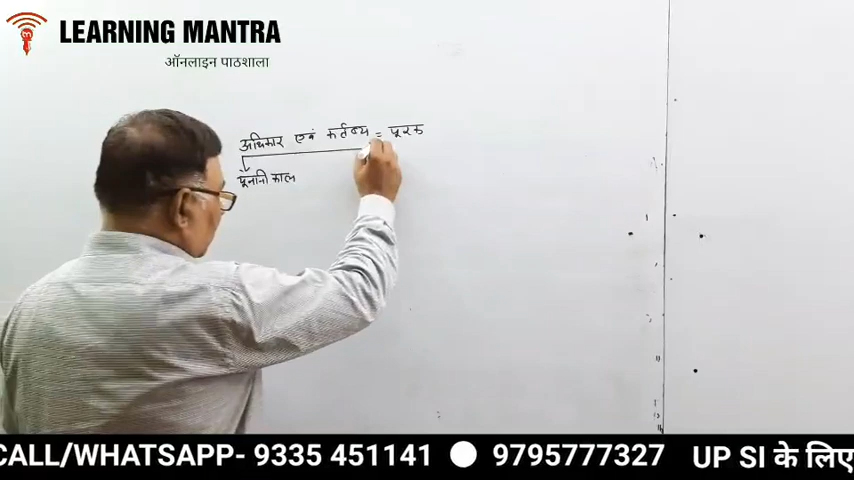 LEARNING MANTRA
ऑनलाइन पाठशाला
अधिकार एवं कर्तव्य = पूरक
यूनानी काल
CALL/WHATSAPP- 9335 451141 ● 9795777327 UP SI के लिए